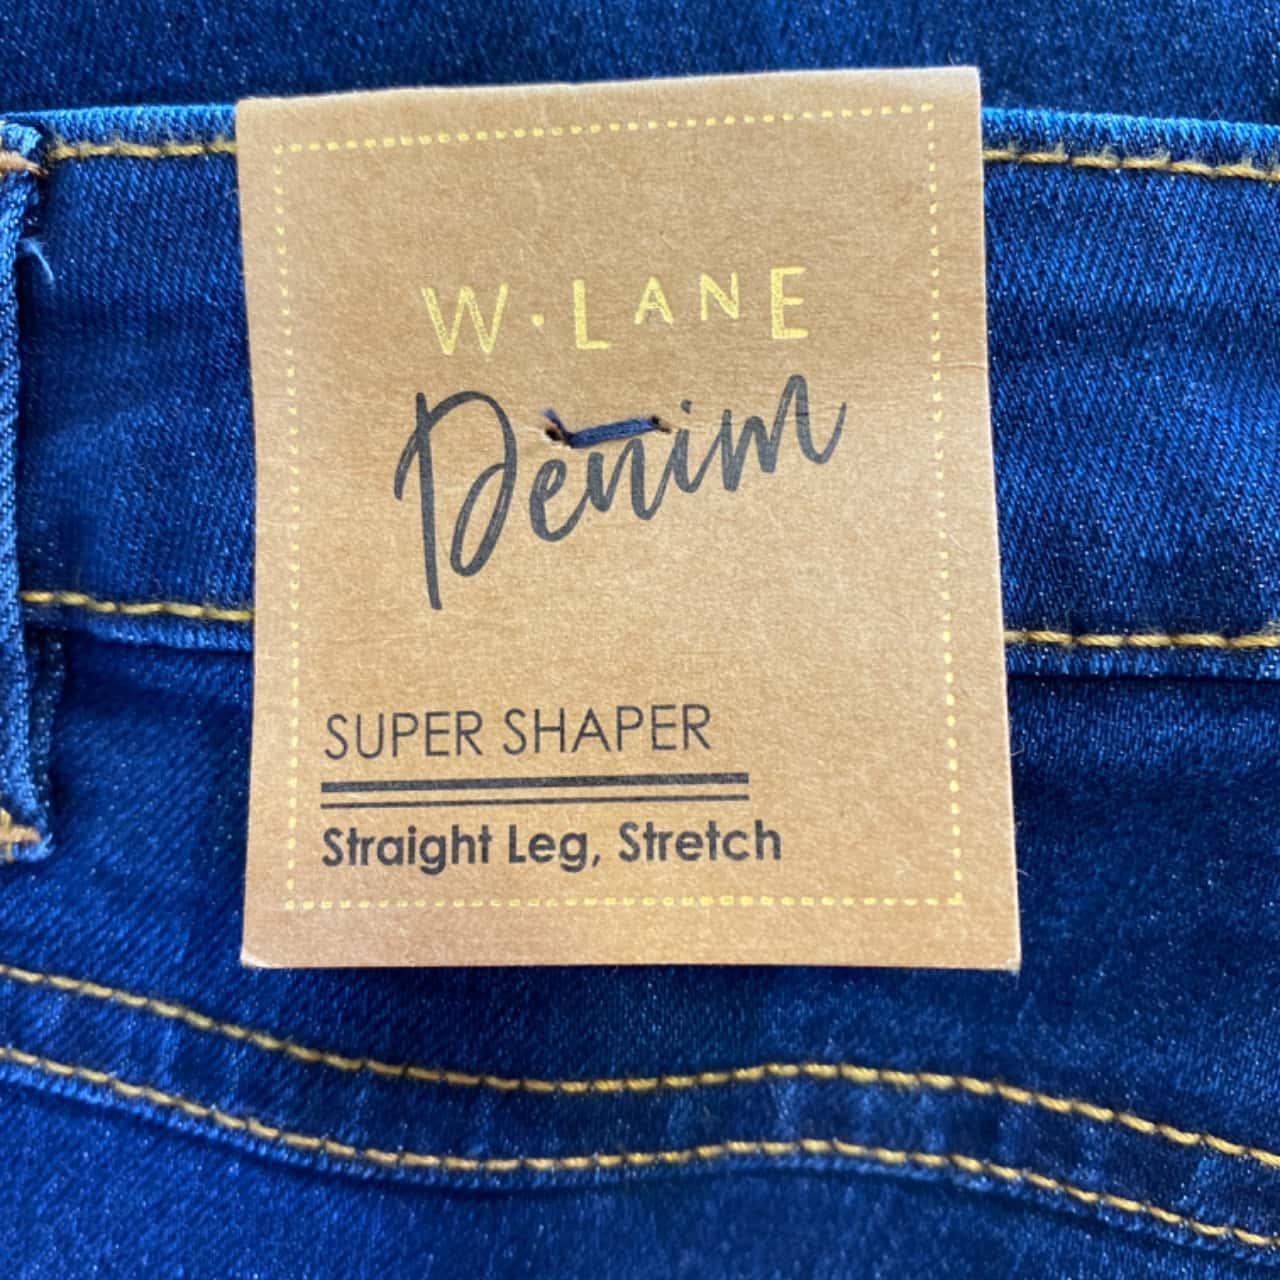 W·LANE
Denim
SUPER SHAPER
Straight Leg, Stretch